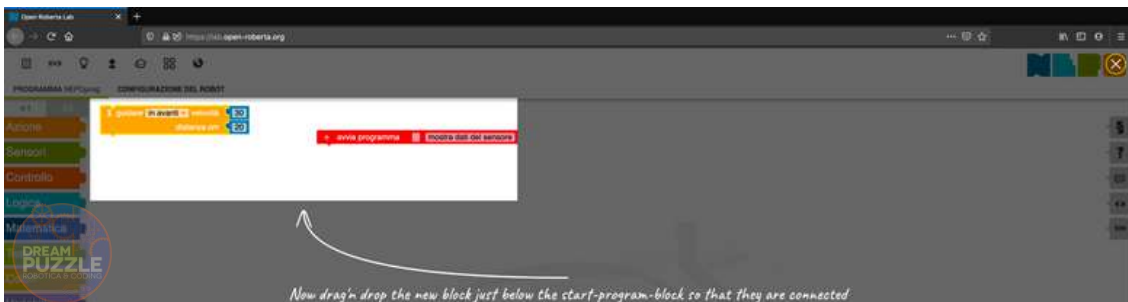 Open Roberta Lab
https://lab.open-roberta.org
PROGRAMMA NEPOprog
CONFIGURAZIONE DEL ROBOT
Azione
Sensori
Controllo
Logica
Matematica
guidare in avanti velocità 30
distanza cm 20
avvia programma mostra dati del sensore
DREAM
PUZZLE
ROBOTICA & CODING
Now drag'n drop the new block just below the start-program-block so that they are connected